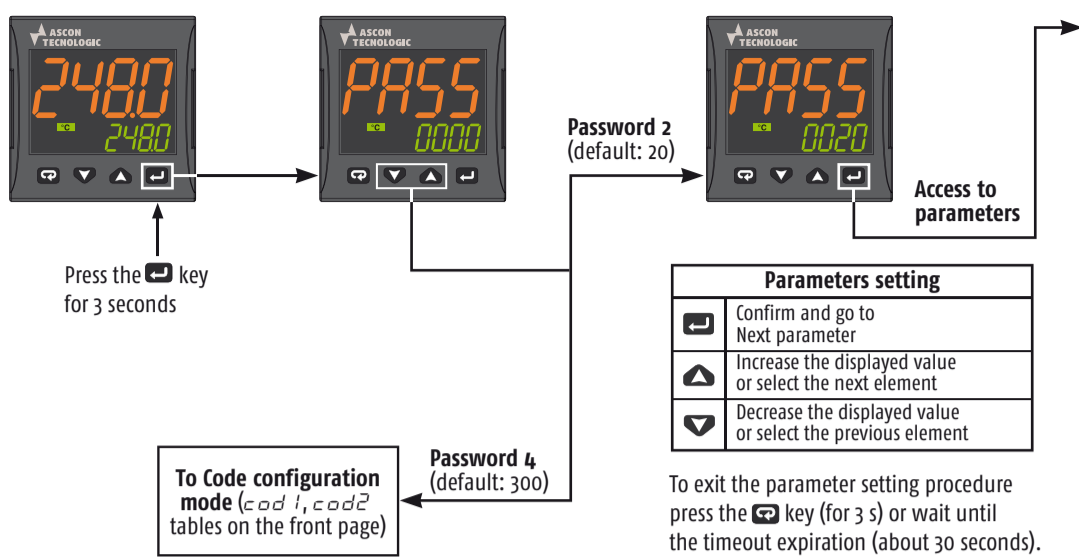 ASCON
TECNOLOGIC
248.0
°C
248.0
ASCON
TECNOLOGIC
PASS
°C
0000
ASCON
TECNOLOGIC
PASS
°C
0020
Password 2
(default: 20)
Access to
parameters
Press the key
for 3 seconds
Parameters setting
Confirm and go to
Next parameter
Increase the displayed value
or select the next element
Decrease the displayed value
or select the previous element
Password 4
(default: 300)
To Code configuration
mode (cod1, cod2
tables on the front page)
To exit the parameter setting procedure
press the key (for 3 s) or wait until
the timeout expiration (about 30 seconds).